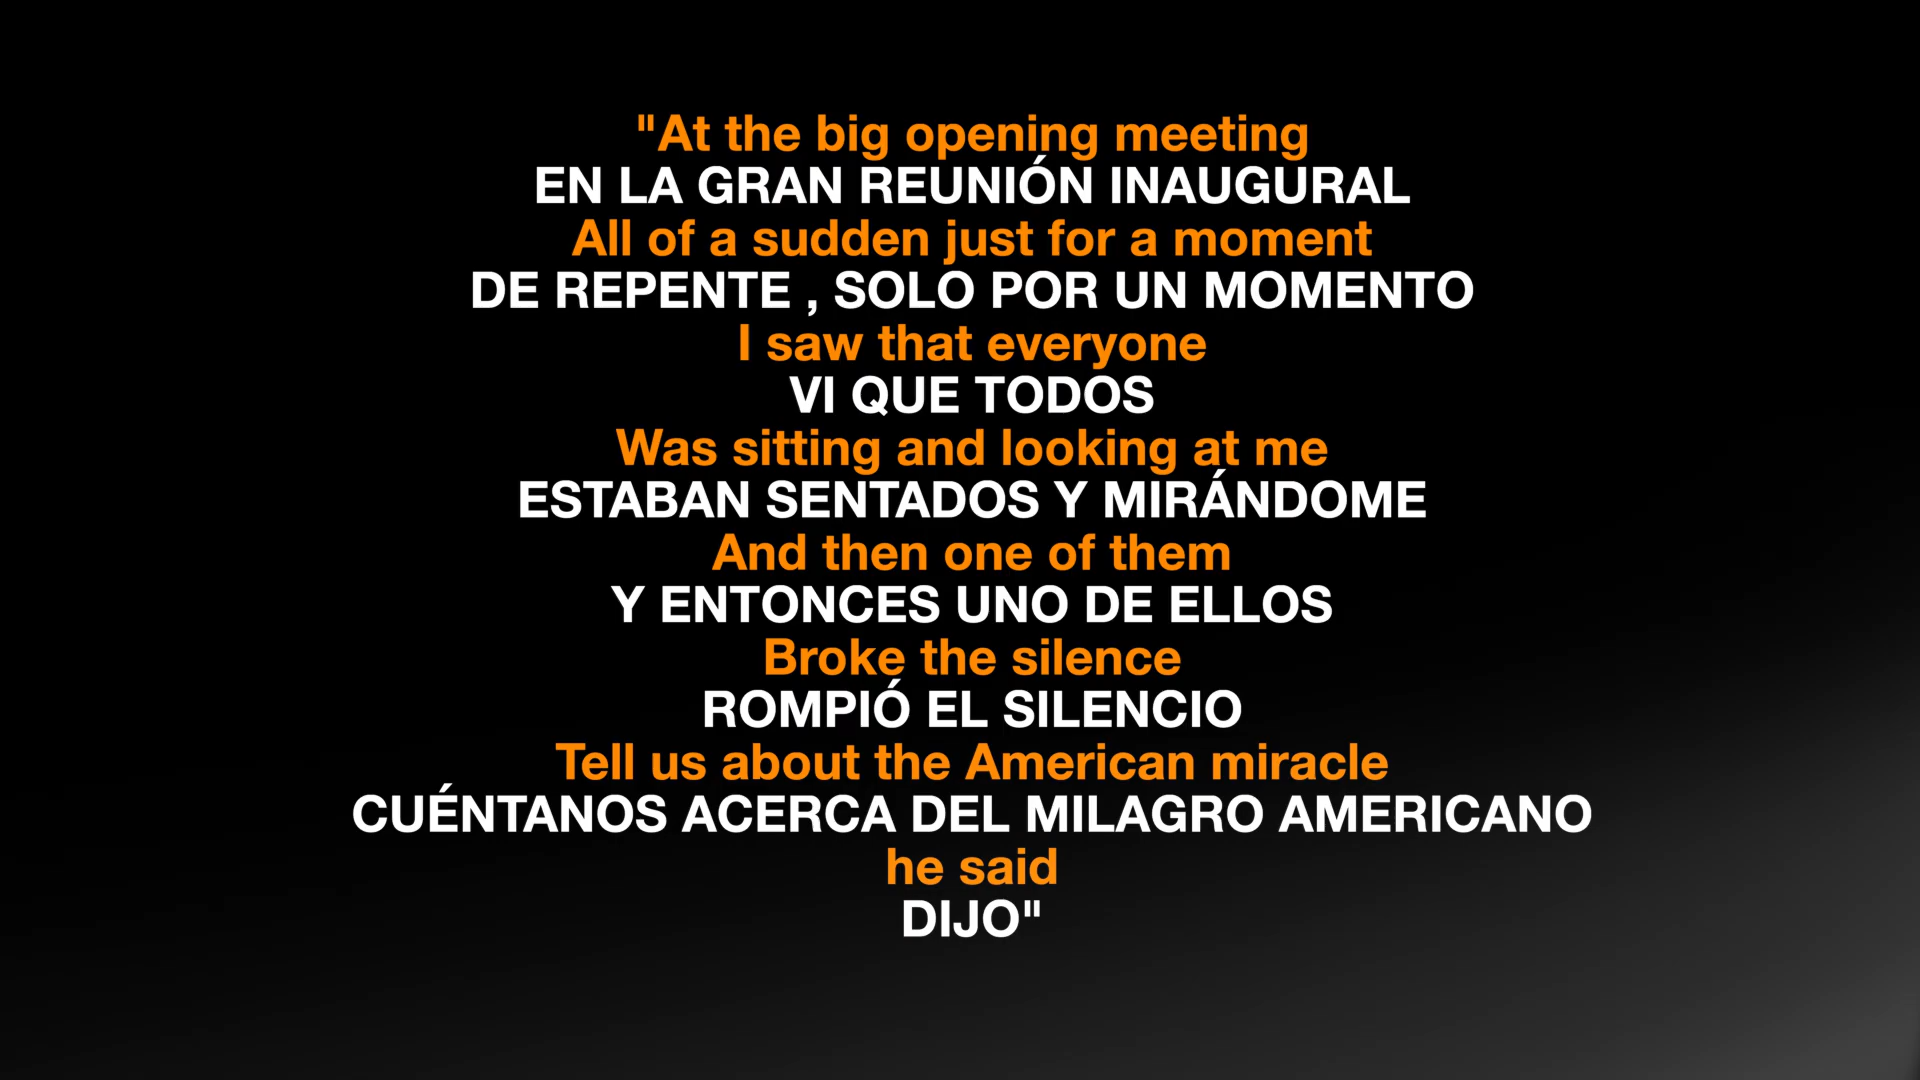 "At the big opening meeting
EN LA GRAN REUNIÓN INAUGURAL
All of a sudden just for a moment
DE REPENTE , SOLO POR UN MOMENTO
I saw that everyone
VI QUE TODOS
Was sitting and looking at me
ESTABAN SENTADOS Y MIRÁNDOME
And then one of them
Y ENTONCES UNO DE ELLOS
Broke the silence
ROMPIÓ EL SILENCIO
Tell us about the American miracle
CUÉNTANOS ACERCA DEL MILAGRO AMERICANO
he said
DIJO"